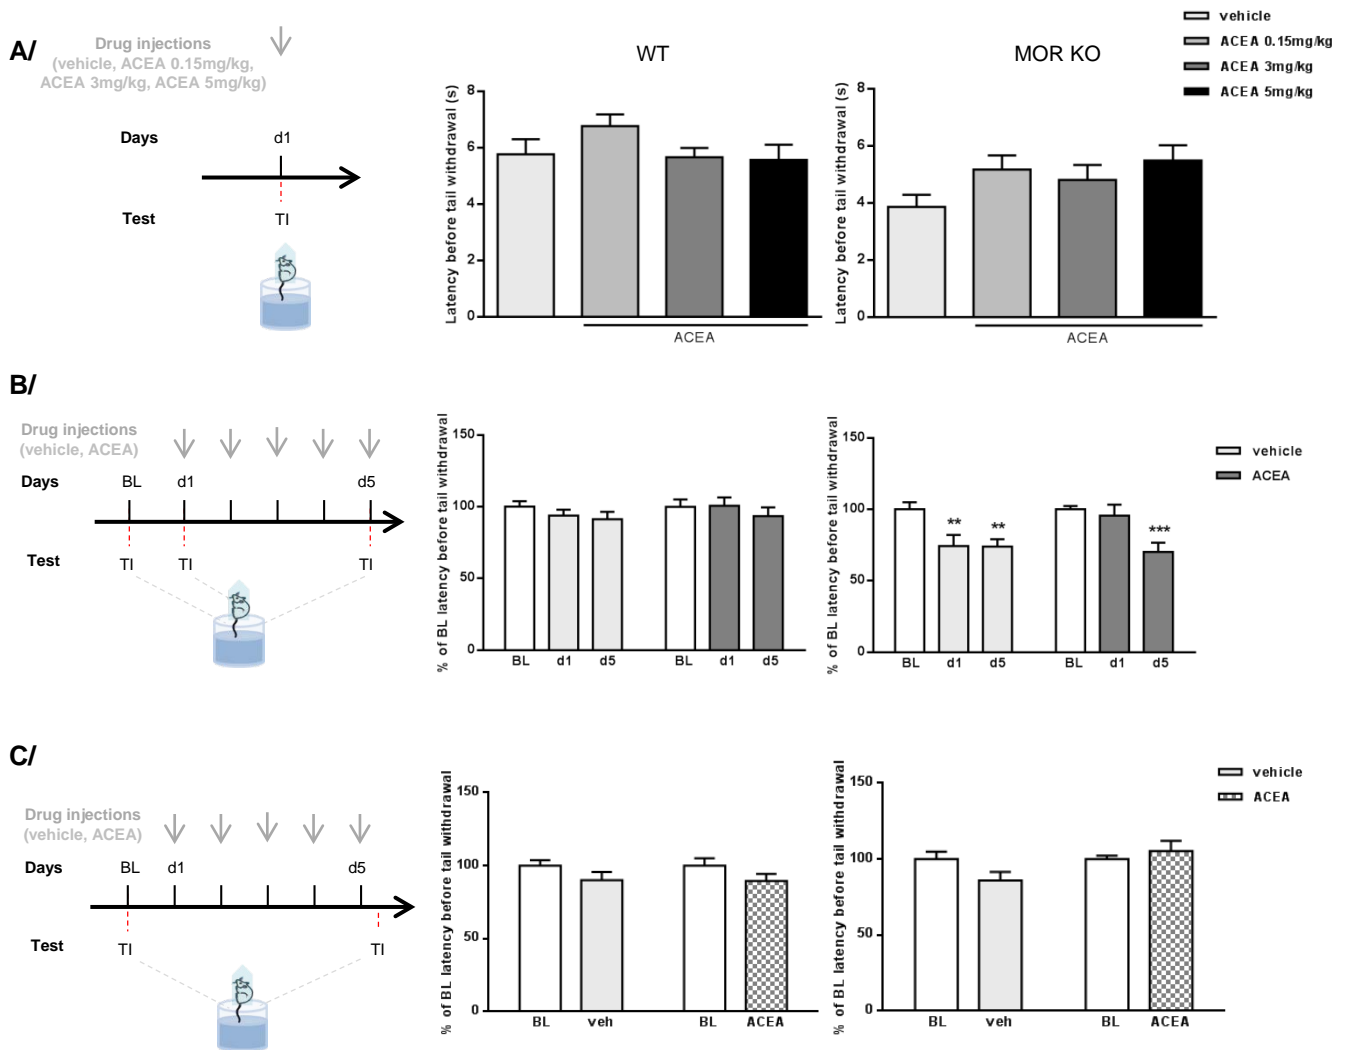 A/
Drug injections
(vehicle, ACEA 0.15mg/kg,
ACEA 3mg/kg, ACEA 5mg/kg)
Days
d1
Test
TI
WT
Latency before tail withdrawal (s)
8
6
4
2
0
ACEA
MOR KO
Latency before tail withdrawal (s)
8
6
4
2
0
ACEA
vehicle
ACEA 0.15mg/kg
ACEA 3mg/kg
ACEA 5mg/kg
B/
Drug injections
(vehicle, ACEA)
Days
BL d1 d5
Test
TI TI TI
% of BL latency before tail withdrawal
150
100
50
0
BL d1 d5 BL d1 d5
% of BL latency before tail withdrawal
150
100
50
0
** ** ***
BL d1 d5 BL d1 d5
vehicle
ACEA
C/
Drug injections
(vehicle, ACEA)
Days
BL d1 d5
Test
TI TI
% of BL latency before tail withdrawal
150
100
50
0
BL veh BL ACEA
% of BL latency before tail withdrawal
150
100
50
0
BL veh BL ACEA
vehicle
ACEA